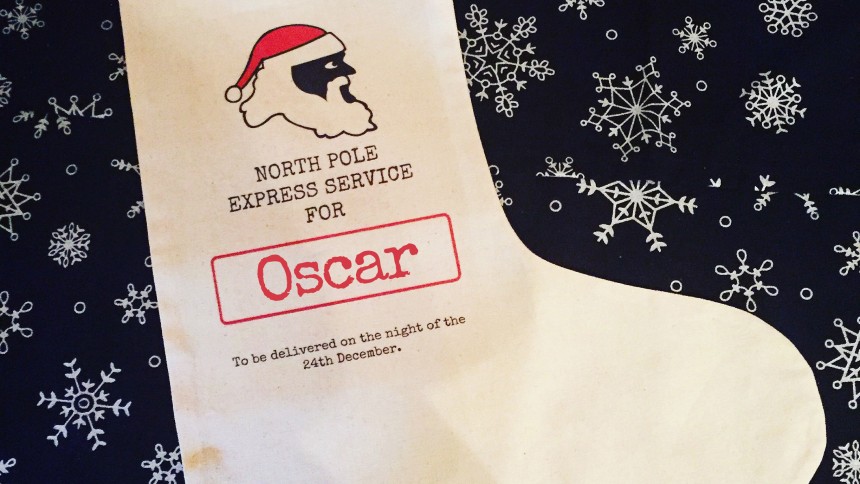 NORTH POLE
EXPRESS SERVICE
FOR
Oscar
To be delivered on the night of the
24th December.